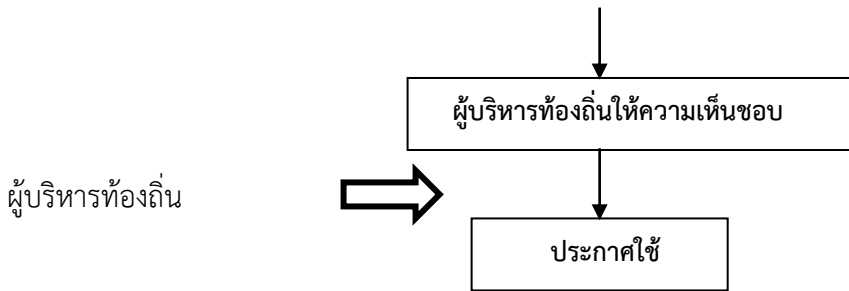 ผู้บริหารท้องถิ่นให้ความเห็นชอบ
ผู้บริหารท้องถิ่น
ประกาศใช้